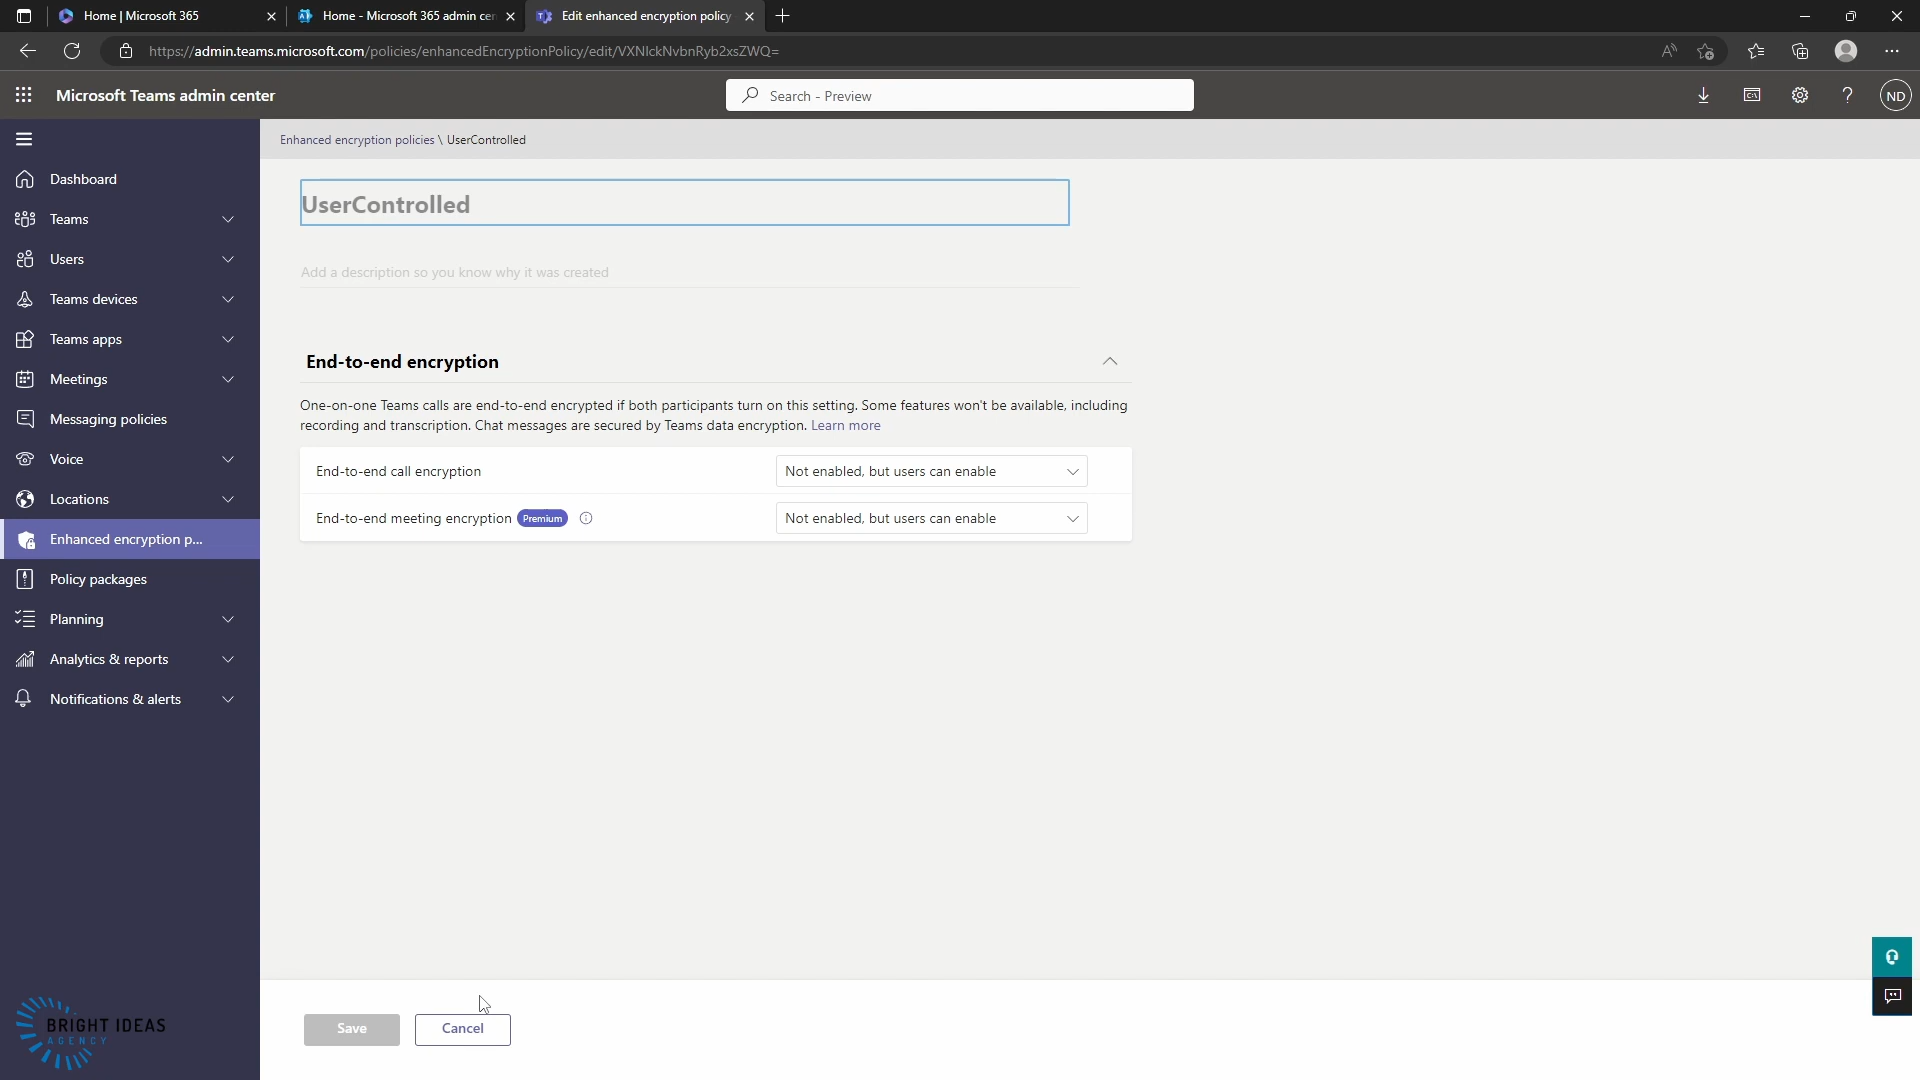 Home | Microsoft 365
Home - Microsoft 365 admin cen
Edit enhanced encryption policy
https://admin.teams.microsoft.com/policies/enhancedEncryptionPolicy/edit/VXNlckNvbnRyb2xsZWQ=
Microsoft Teams admin center
Search - Preview
ND
Enhanced encryption policies \ UserControlled
Dashboard
Teams
Users
Teams devices
Teams apps
Meetings
Messaging policies
Voice
Locations
Enhanced encryption p...
Policy packages
Planning
Analytics & reports
Notifications & alerts
UserControlled
Add a description so you know why it was created
End-to-end encryption
One-on-one Teams calls are end-to-end encrypted if both participants turn on this setting. Some features won't be available, including
recording and transcription. Chat messages are secured by Teams data encryption. Learn more
End-to-end call encryption
Not enabled, but users can enable
End-to-end meeting encryption Premium
Not enabled, but users can enable
Save
Cancel
BRIGHT IDEAS
AGENCY